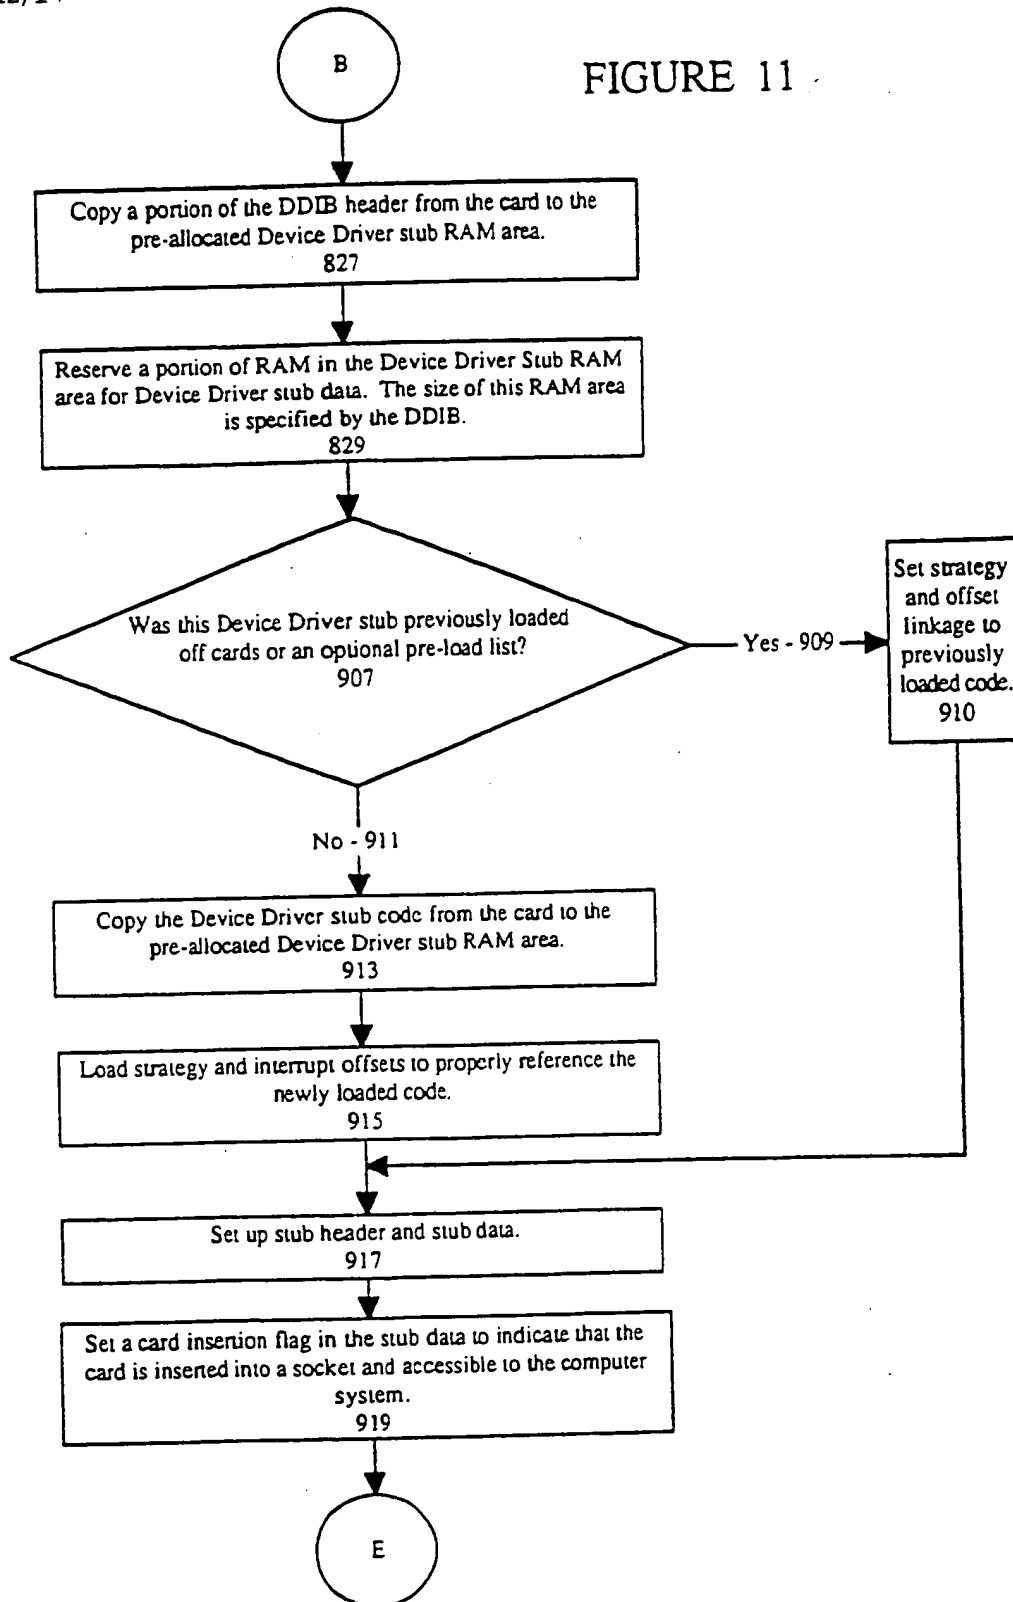 B
FIGURE 11
Copy a portion of the DDIB header from the card to the
pre-allocated Device Driver stub RAM area.
827
Reserve a portion of RAM in the Device Driver Stub RAM
area for Device Driver stub data. The size of this RAM area
is specified by the DDIB.
829
Was this Device Driver stub previously loaded
off cards or an optional pre-load list?
907
Yes - 909
Set strategy
and offset
linkage to
previously
loaded code.
910
No - 911
Copy the Device Driver stub code from the card to the
pre-allocated Device Driver stub RAM area.
913
Load strategy and interrupt offsets to properly reference the
newly loaded code.
915
Set up stub header and stub data.
917
Set a card insertion flag in the stub data to indicate that the
card is inserted into a socket and accessible to the computer
system.
919
E